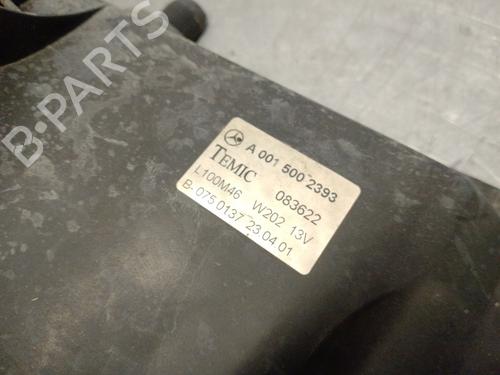 B-PARTS
A 001 500 2393
TEMIC 083622
L100M46 W202 13V
B-075 0137 23.04.01